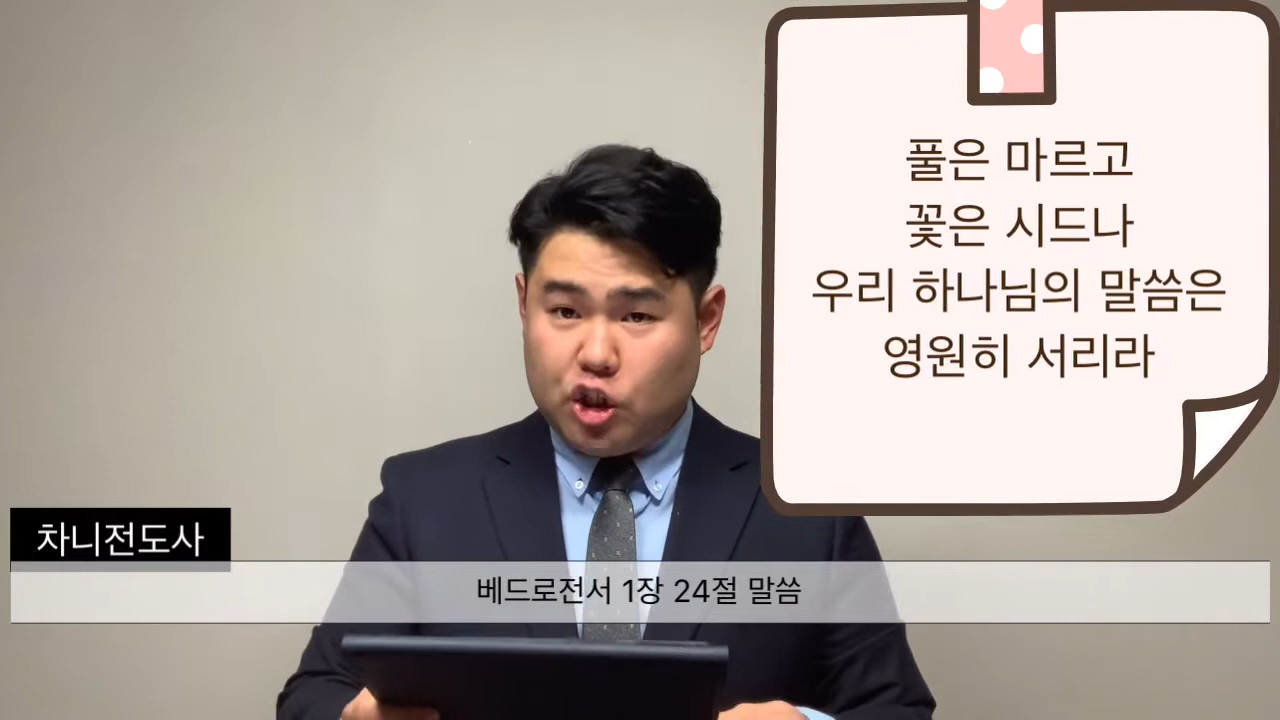 풀은 마르고
꽃은 시드나
우리 하나님의 말씀은
영원히 서리라
차니전도사
베드로전서 1장 24절 말씀